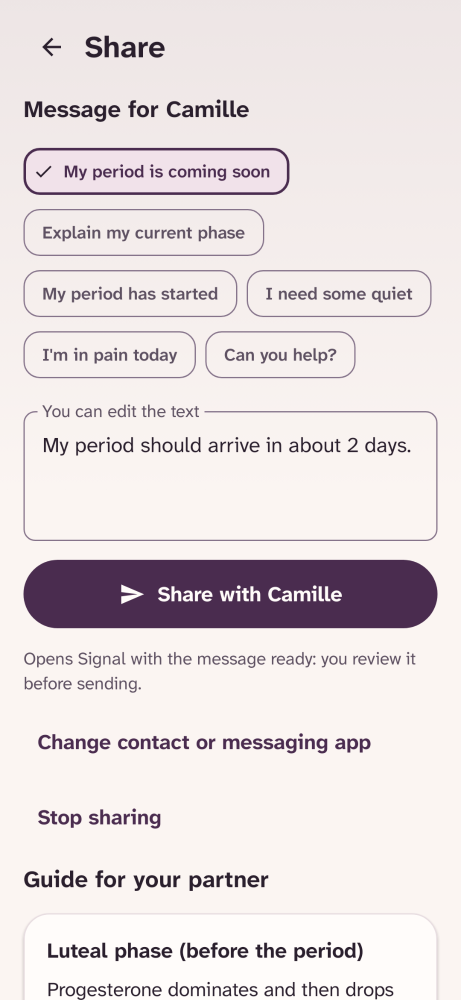 Share
Message for Camille
My period is coming soon
Explain my current phase
My period has started
I need some quiet
I'm in pain today
Can you help?
You can edit the text
My period should arrive in about 2 days.
Share with Camille
Opens Signal with the message ready: you review it
before sending.
Change contact or messaging app
Stop sharing
Guide for your partner
Luteal phase (before the period)
Progesterone dominates and then drops